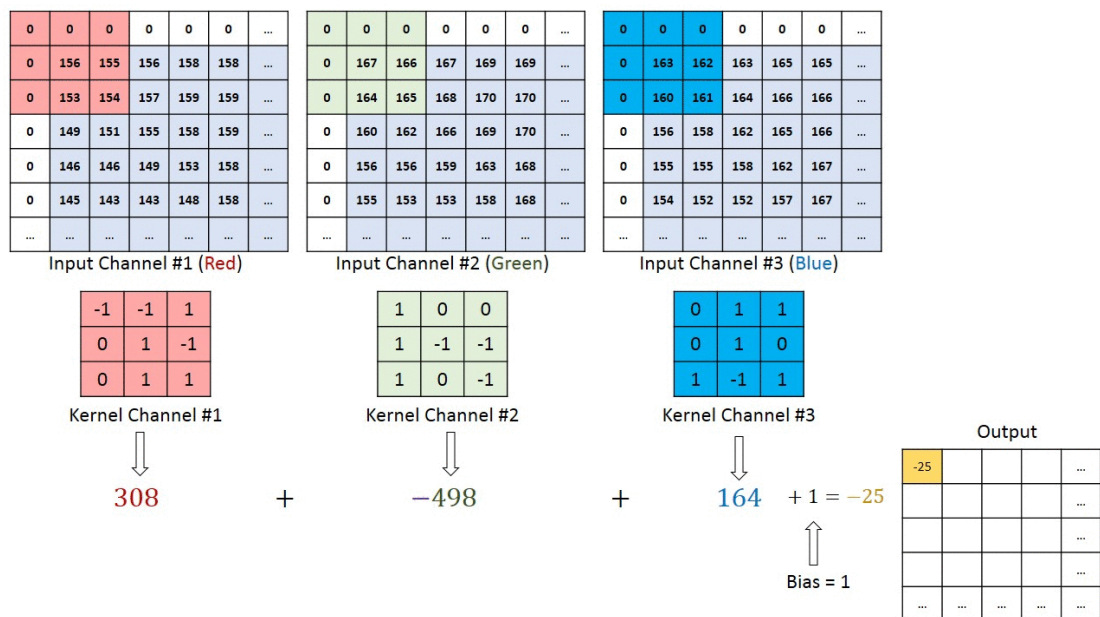 0 0 0 0 0 0 ...
0 156 155 156 158 158 ...
0 153 154 157 159 159 ...
0 149 151 155 158 159 ...
0 146 146 149 153 158 ...
0 145 143 143 148 158 ...
... ... ... ... ... ... ...
Input Channel #1 (Red)
0 0 0 0 0 0 ...
0 167 166 167 169 169 ...
0 164 165 168 170 170 ...
0 160 162 166 169 170 ...
0 156 156 159 163 168 ...
0 155 153 153 158 168 ...
... ... ... ... ... ... ...
Input Channel #2 (Green)
0 0 0 0 0 0 ...
0 163 162 163 165 165 ...
0 160 161 164 166 166 ...
0 156 158 162 165 166 ...
0 155 155 158 162 167 ...
0 154 152 152 157 167 ...
... ... ... ... ... ... ...
Input Channel #3 (Blue)
-1 -1 1
0 1 -1
0 1 1
Kernel Channel #1
1 0 0
1 -1 -1
1 0 -1
Kernel Channel #2
0 1 1
0 1 0
1 -1 1
Kernel Channel #3
308 + −498 + 164 + 1 = −25
Bias = 1
Output
-25 ...
...
...
...
... ... ... ... ...